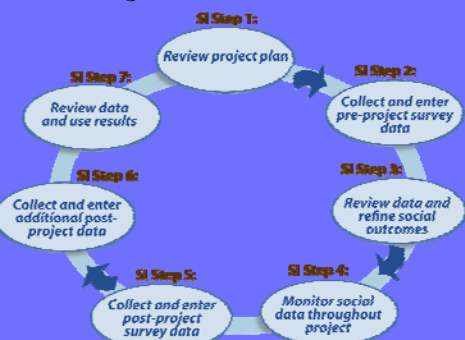 SI Step 1:
Review project plan
SI Step 2:
Collect and enter
pre-project survey
data
SI Step 3:
Review data and
refine social
outcomes
SI Step 4:
Monitor social
data throughout
project
SI Step 5:
Collect and enter
post-project
survey data
SI Step 6:
Collect and enter
additional post-
project data
SI Step 7:
Review data
and use results